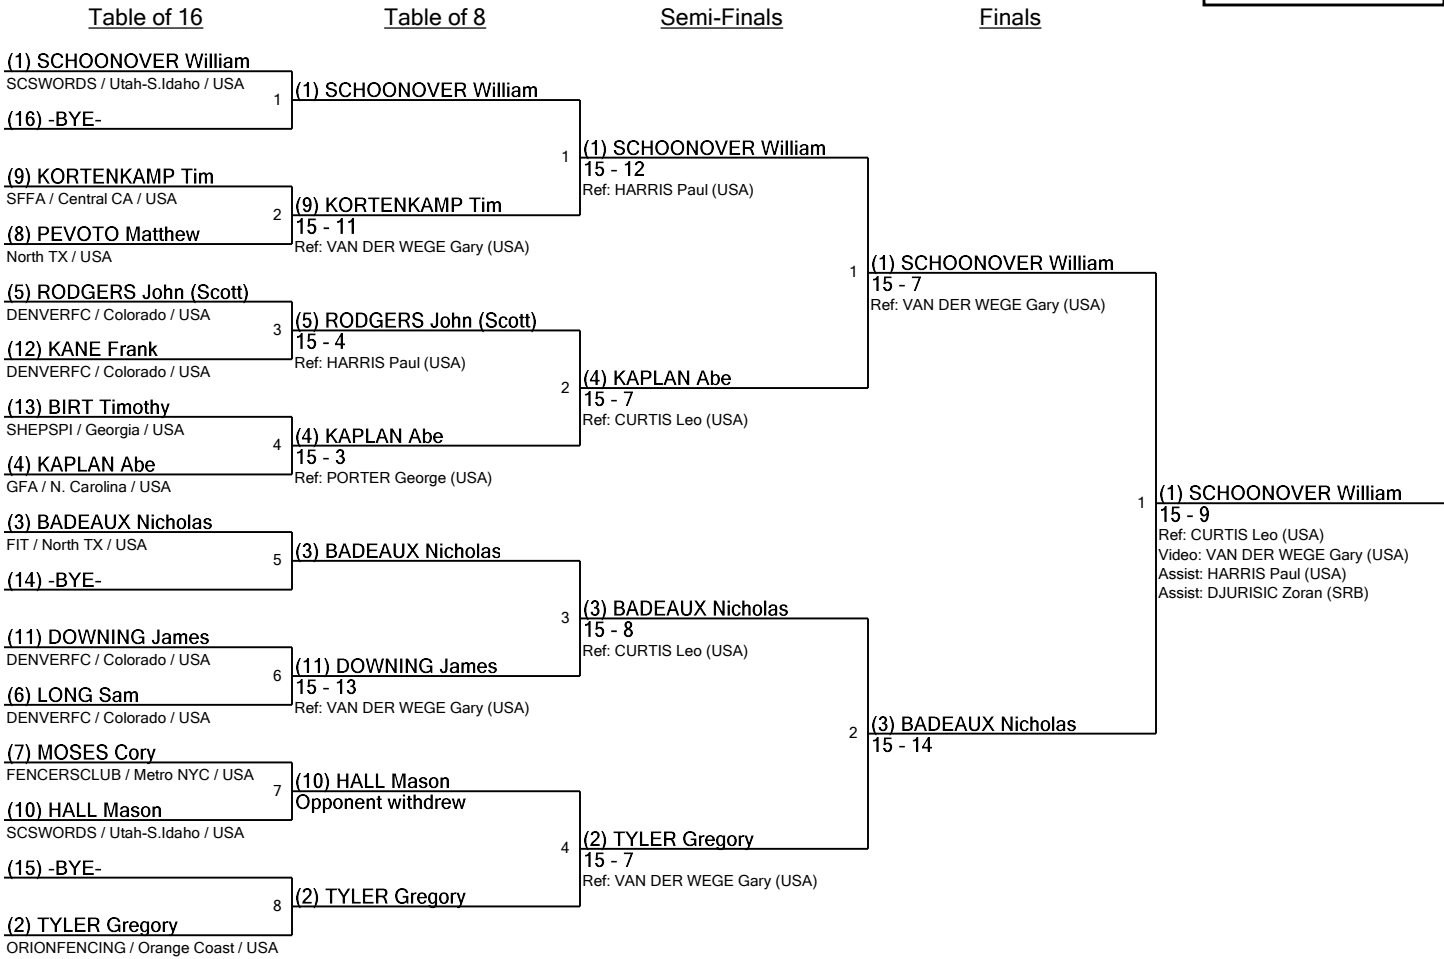 Table of 16
Table of 8
Semi-Finals
Finals
(1) SCHOONOVER William
SCSWORDS / Utah-S.Idaho / USA
1
(16) -BYE-
(9) KORTENKAMP Tim
SFFA / Central CA / USA
2
(8) PEVOTO Matthew
North TX / USA
(5) RODGERS John (Scott)
DENVERFC / Colorado / USA
3
(12) KANE Frank
DENVERFC / Colorado / USA
(13) BIRT Timothy
SHEPSPI / Georgia / USA
4
(4) KAPLAN Abe
GFA / N. Carolina / USA
(3) BADEAUX Nicholas
FIT / North TX / USA
5
(14) -BYE-
(11) DOWNING James
DENVERFC / Colorado / USA
6
(6) LONG Sam
DENVERFC / Colorado / USA
(7) MOSES Cory
FENCERSCLUB / Metro NYC / USA
7
(10) HALL Mason
SCSWORDS / Utah-S.Idaho / USA
(15) -BYE-
8
(2) TYLER Gregory
ORIONFENCING / Orange Coast / USA
(1) SCHOONOVER William
1
(9) KORTENKAMP Tim
15 - 11
Ref: VAN DER WEGE Gary (USA)
(5) RODGERS John (Scott)
15 - 4
Ref: HARRIS Paul (USA)
2
(4) KAPLAN Abe
15 - 3
Ref: PORTER George (USA)
(3) BADEAUX Nicholas
3
(11) DOWNING James
15 - 13
Ref: VAN DER WEGE Gary (USA)
(10) HALL Mason
Opponent withdrew
4
(2) TYLER Gregory
(1) SCHOONOVER William
15 - 12
Ref: HARRIS Paul (USA)
1
(4) KAPLAN Abe
15 - 7
Ref: CURTIS Leo (USA)
(3) BADEAUX Nicholas
15 - 8
Ref: CURTIS Leo (USA)
2
(2) TYLER Gregory
15 - 7
Ref: VAN DER WEGE Gary (USA)
(1) SCHOONOVER William
15 - 7
Ref: VAN DER WEGE Gary (USA)
1
(3) BADEAUX Nicholas
15 - 14
(1) SCHOONOVER William
15 - 9
Ref: CURTIS Leo (USA)
Video: VAN DER WEGE Gary (USA)
Assist: HARRIS Paul (USA)
Assist: DJURISIC Zoran (SRB)